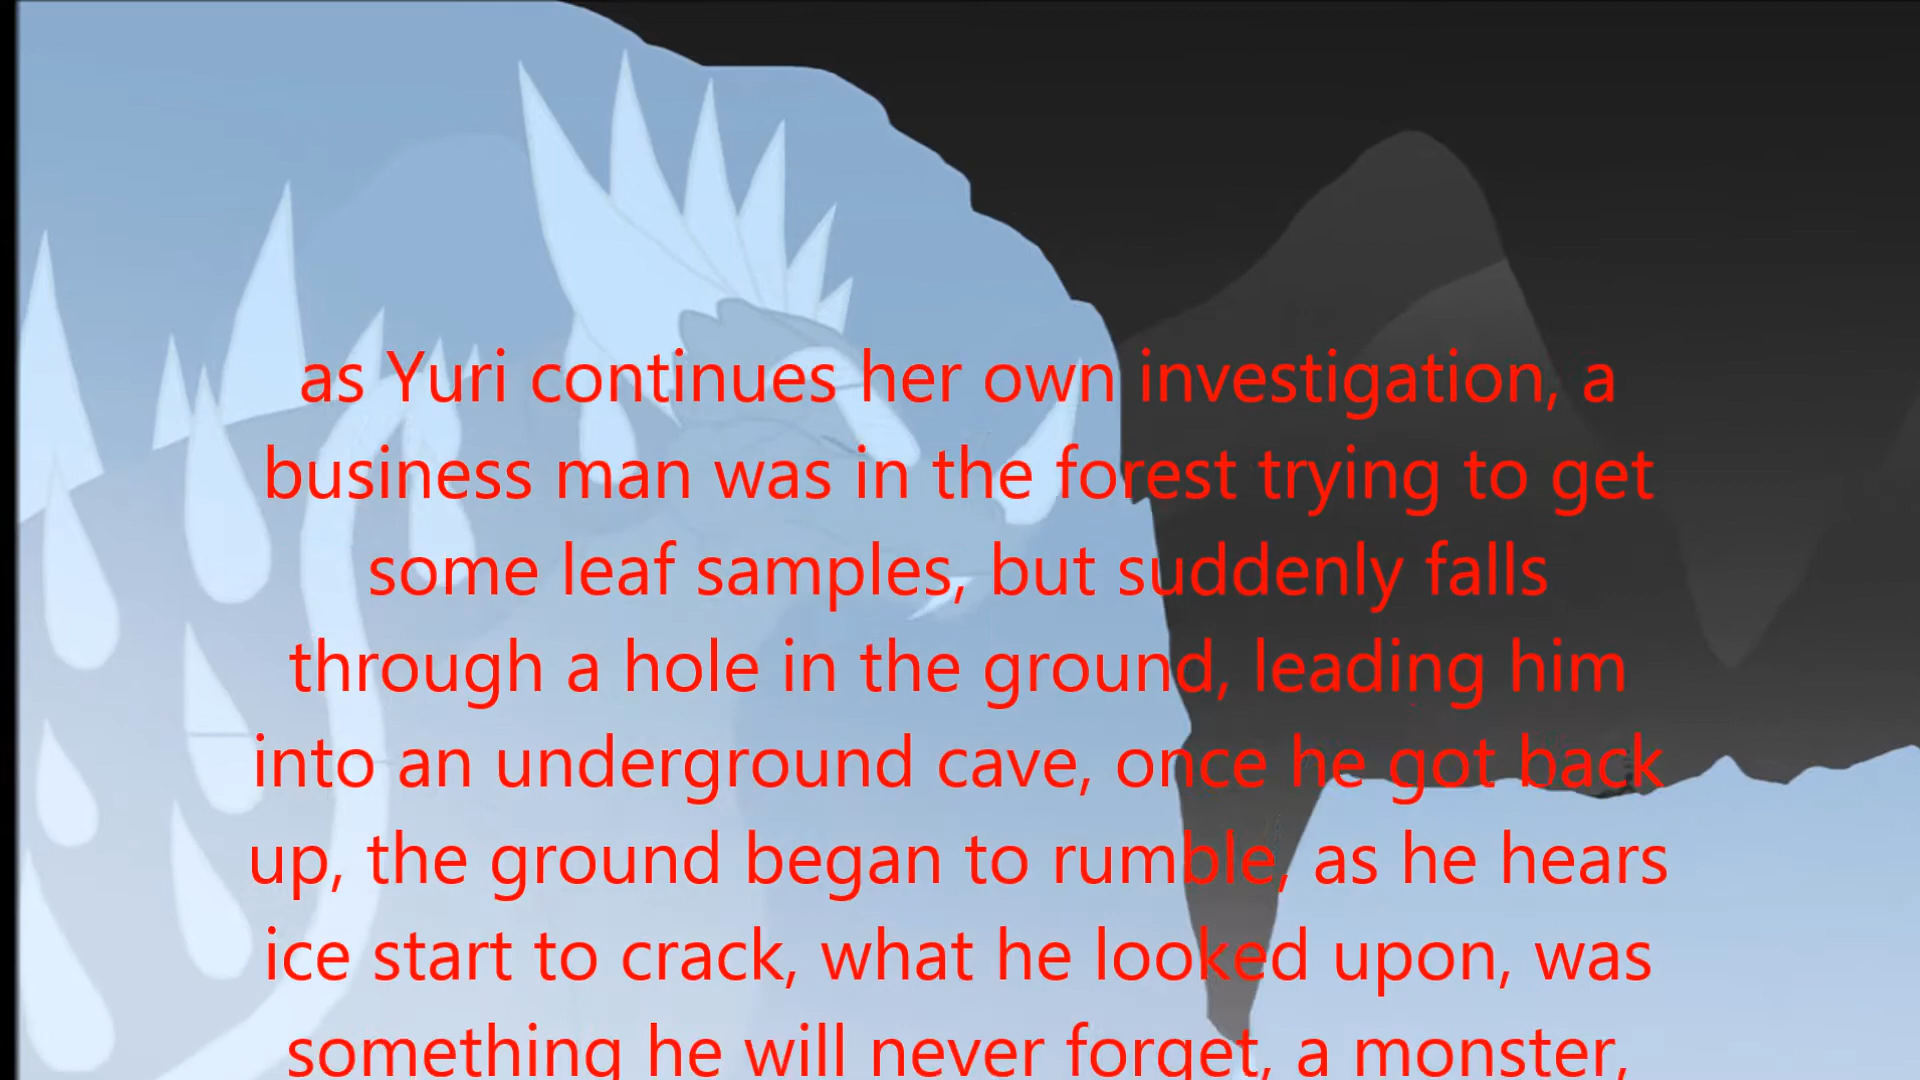 as Yuri continues her own investigation, a
business man was in the forest trying to get
some leaf samples, but suddenly falls
through a hole in the ground, leading him
into an underground cave, once he got back
up, the ground began to rumble, as he hears
ice start to crack, what he looked upon, was
something he will never forget, a monster,